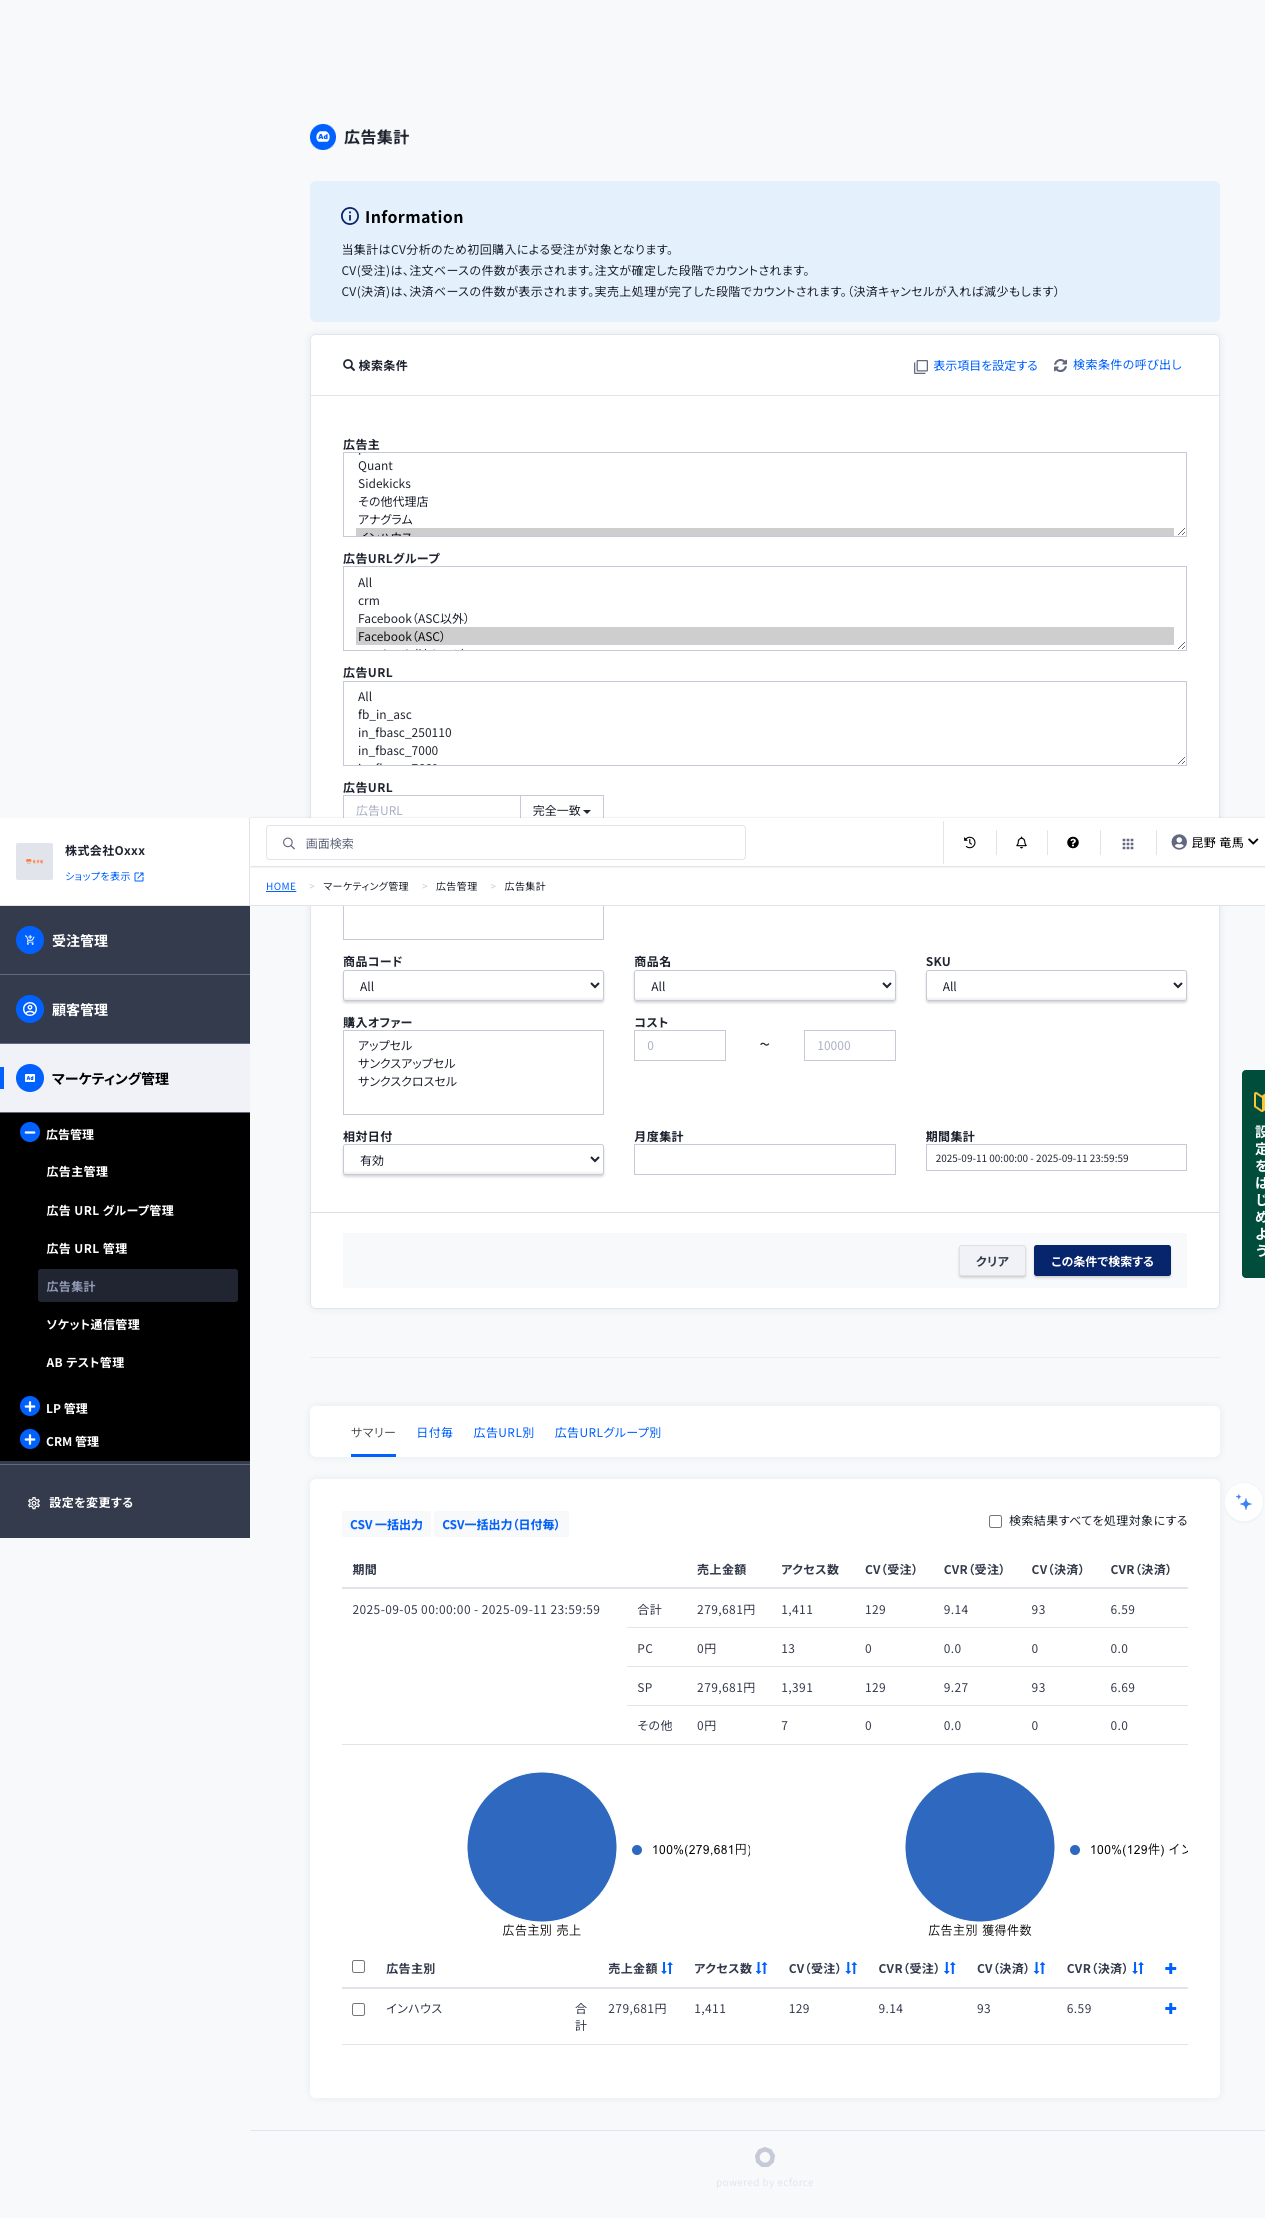 広告集計
Information
当集計はCV分析のため初回購入による受注が対象となります。
CV(受注)は、注文ベースの件数が表示されます。注文が確定した段階でカウントされます。
CV(決済)は、決済ベースの件数が表示されます。実売上処理が完了した段階でカウントされます。（決済キャンセルが入れば減少もします）
検索条件
表示項目を設定する
検索条件の呼び出し
広告主
Quant
Sidekicks
その他代理店
アナグラム
インハウス
広告URLグループ
All
crm
Facebook（ASC以外）
Facebook（ASC）
広告URL
All
fb_in_asc
in_fbasc_250110
in_fbasc_7000
広告URL
広告URL 完全一致
株式会社Oxxx
ショップを表示
画面検索
昆野 竜馬
HOME > マーケティング管理 > 広告管理 > 広告集計
受注管理
顧客管理
マーケティング管理
広告管理
広告主管理
広告 URL グループ管理
広告 URL 管理
広告集計
ソケット通信管理
AB テスト管理
LP 管理
CRM 管理
設定を変更する
商品コード 商品名 SKU
All All All
購入オファー コスト
アップセル
サンクスアップセル
サンクスクロスセル
0 ～ 10000
相対日付 月度集計 期間集計
有効 2025-09-11 00:00:00 - 2025-09-11 23:59:59
設定をはじめよう
クリア この条件で検索する
サマリー 日付毎 広告URL別 広告URLグループ別
CSV 一括出力 CSV一括出力（日付毎） 検索結果すべてを処理対象にする
期間 売上金額 アクセス数 CV（受注） CVR（受注） CV（決済） CVR（決済）
2025-09-05 00:00:00 - 2025-09-11 23:59:59 合計 279,681円 1,411 129 9.14 93 6.59
PC 0円 13 0 0.0 0 0.0
SP 279,681円 1,391 129 9.27 93 6.69
その他 0円 7 0 0.0 0 0.0
100%(279,681円)
広告主別 売上
100%(129件) イン
広告主別 獲得件数
広告主別 売上金額 アクセス数 CV（受注） CVR（受注） CV（決済） CVR（決済）
インハウス 合計 279,681円 1,411 129 9.14 93 6.59
powered by ecforce